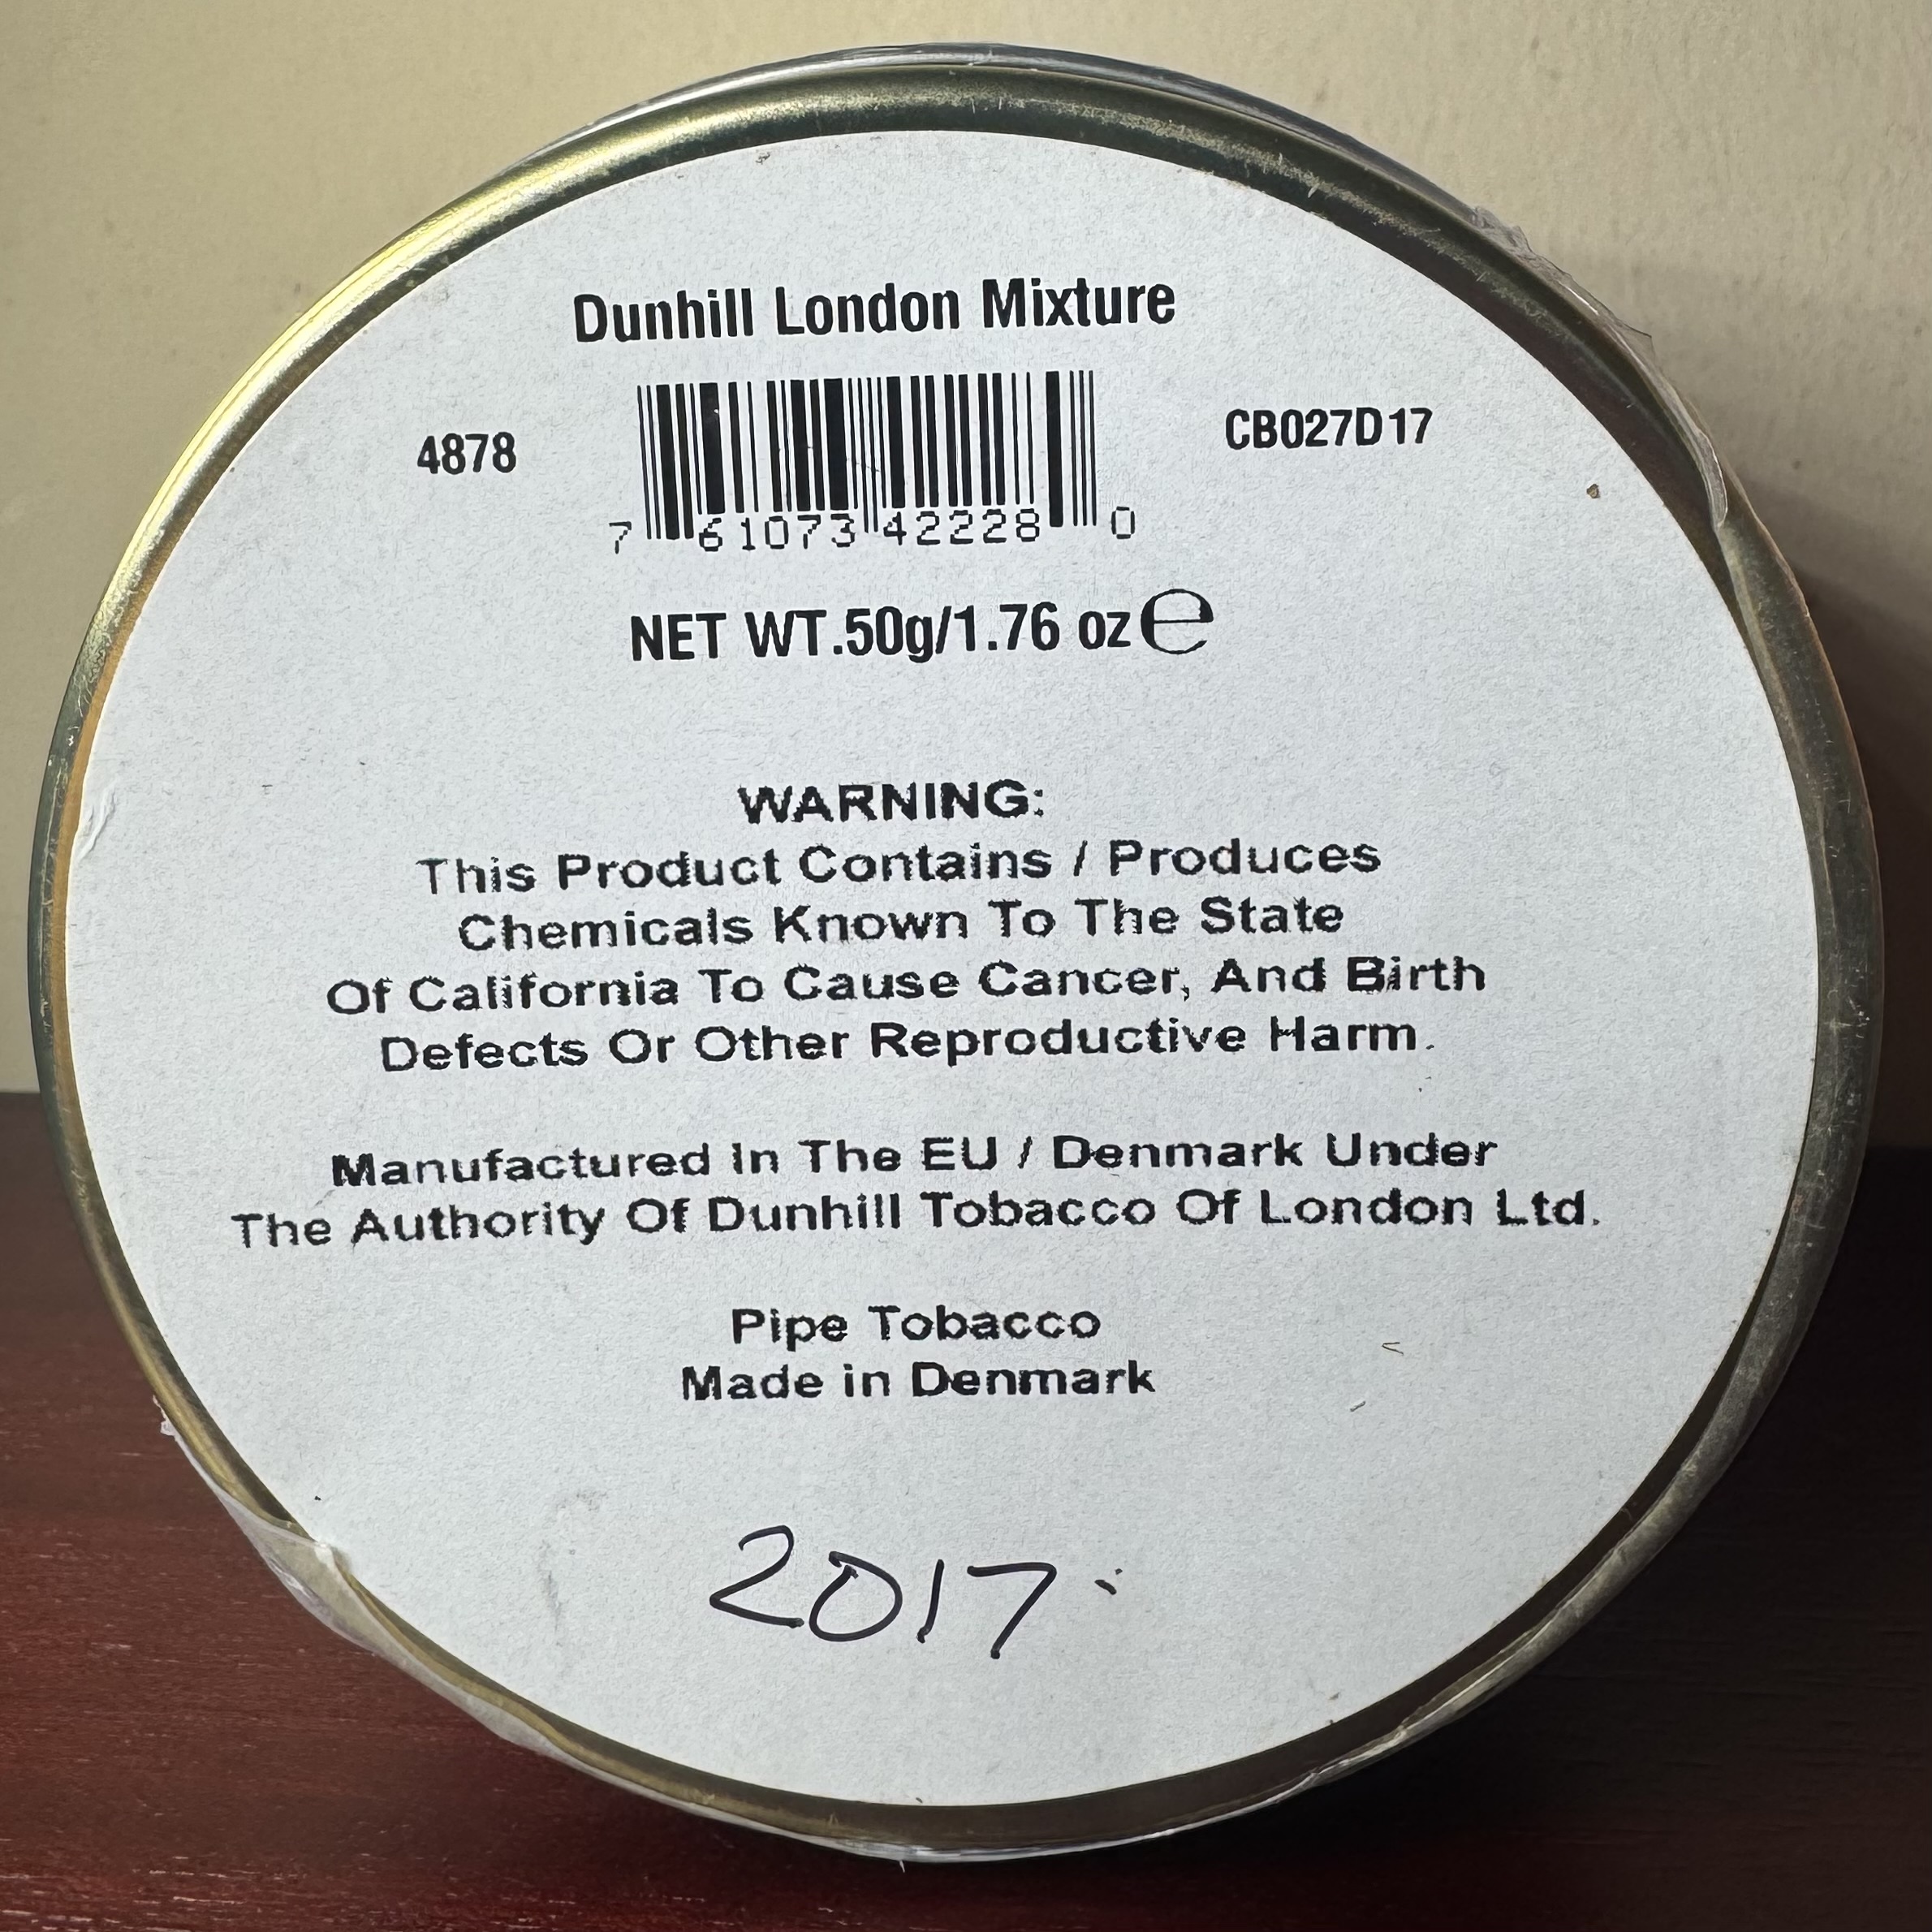 Dunhill London Mixture
4878
CB027D17
7 61073 42228 0
NET WT.50g/1.76 oz e
WARNING:
This Product Contains / Produces
Chemicals Known To The State
Of California To Cause Cancer, And Birth
Defects Or Other Reproductive Harm.
Manufactured In The EU / Denmark Under
The Authority Of Dunhill Tobacco Of London Ltd.
Pipe Tobacco
Made in Denmark
2017